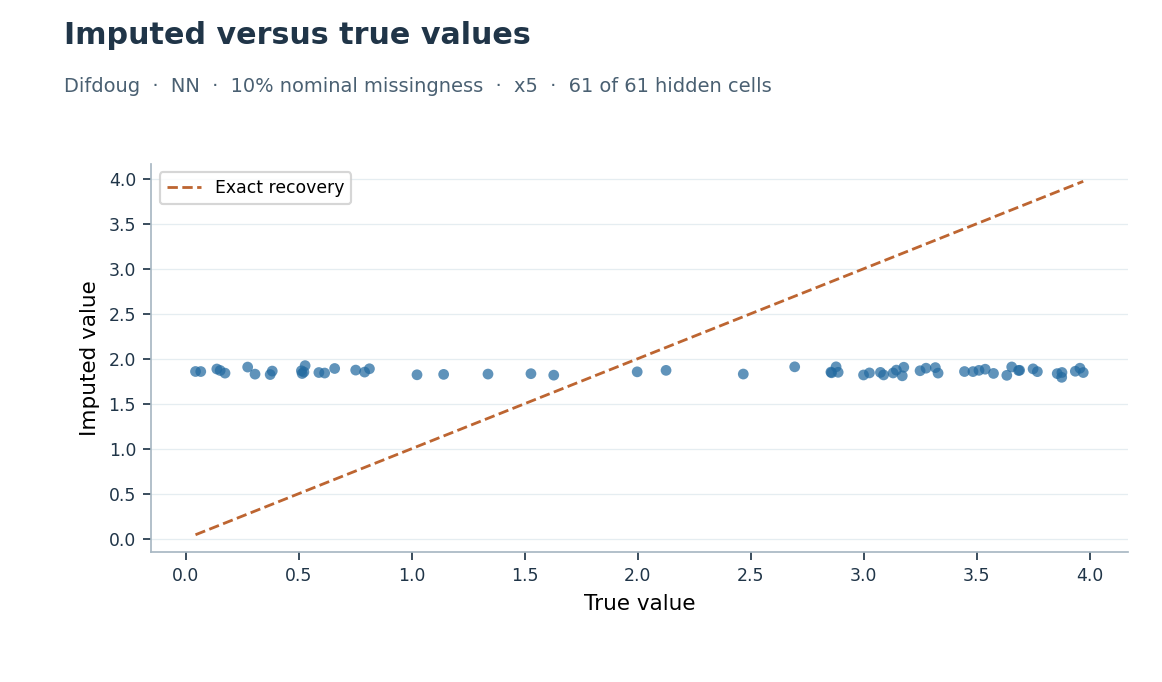 Imputed versus true values
Difdoug · NN · 10% nominal missingness · x5 · 61 of 61 hidden cells
Exact recovery
Imputed value
4.0
3.5
3.0
2.5
2.0
1.5
1.0
0.5
0.0
0.0 0.5 1.0 1.5 2.0 2.5 3.0 3.5 4.0
True value